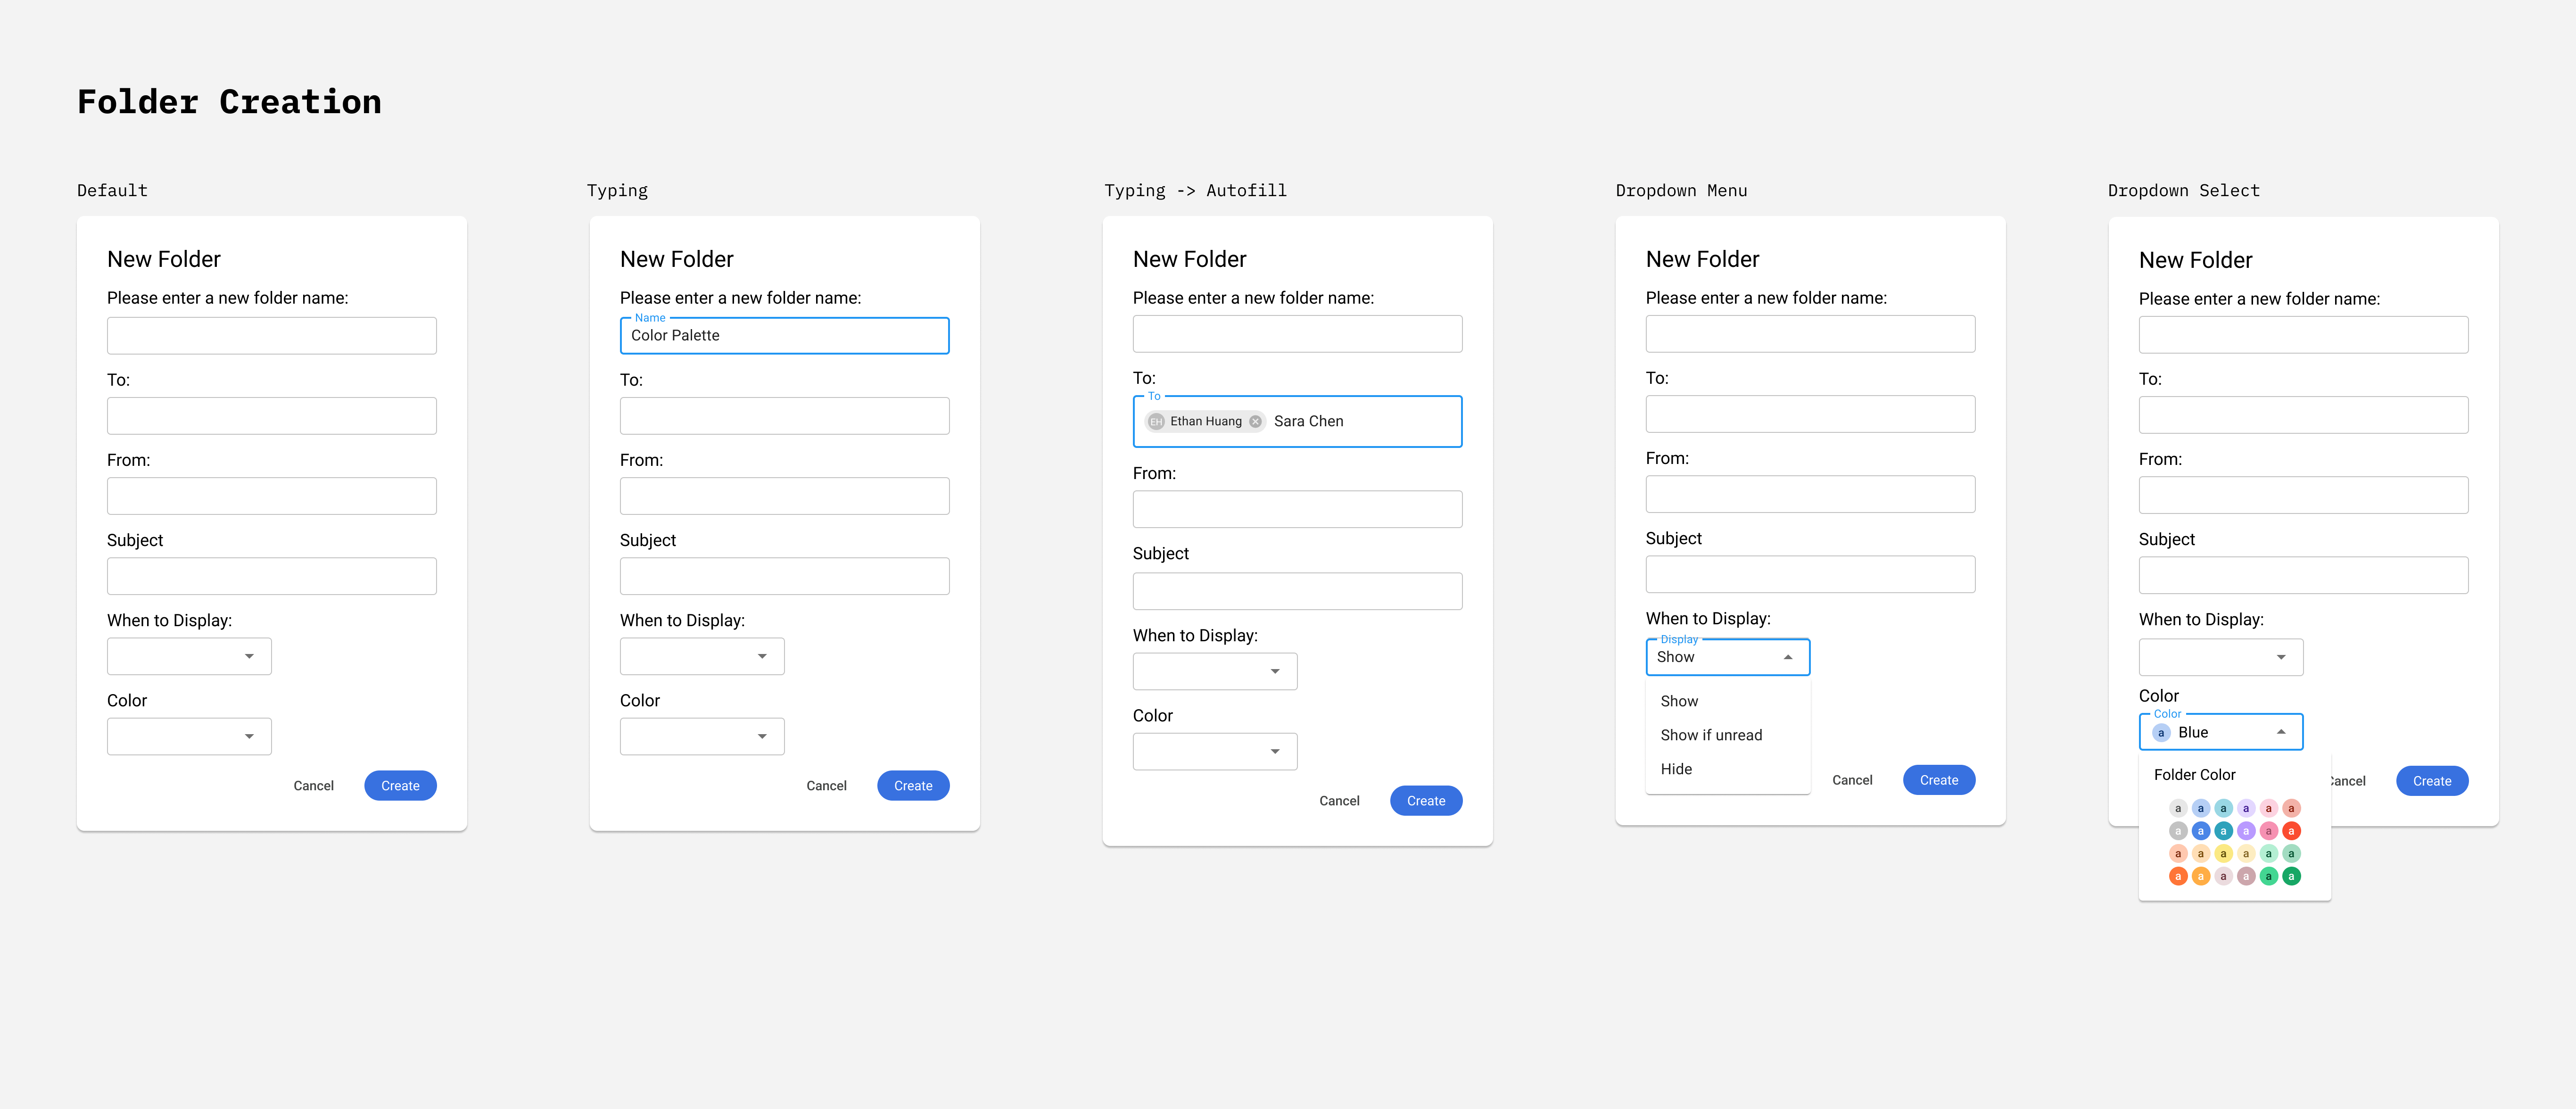 Folder Creation
Default
New Folder
Please enter a new folder name:
To:
From:
Subject
When to Display:
Color
Cancel
Create
Typing
New Folder
Please enter a new folder name:
Name
Color Palette
To:
From:
Subject
When to Display:
Color
Cancel
Create
Typing -> Autofill
New Folder
Please enter a new folder name:
To:
To
EH Ethan Huang Sara Chen
From:
Subject
When to Display:
Color
Cancel
Create
Dropdown Menu
New Folder
Please enter a new folder name:
To:
From:
Subject
When to Display:
Display
Show
Show
Show if unread
Hide
Cancel
Create
Dropdown Select
New Folder
Please enter a new folder name:
To:
From:
Subject
When to Display:
Color
Color
a Blue
Folder Color
a a a a a a
a a a a a a
a a a a a a
a a a a a a
ancel
Create